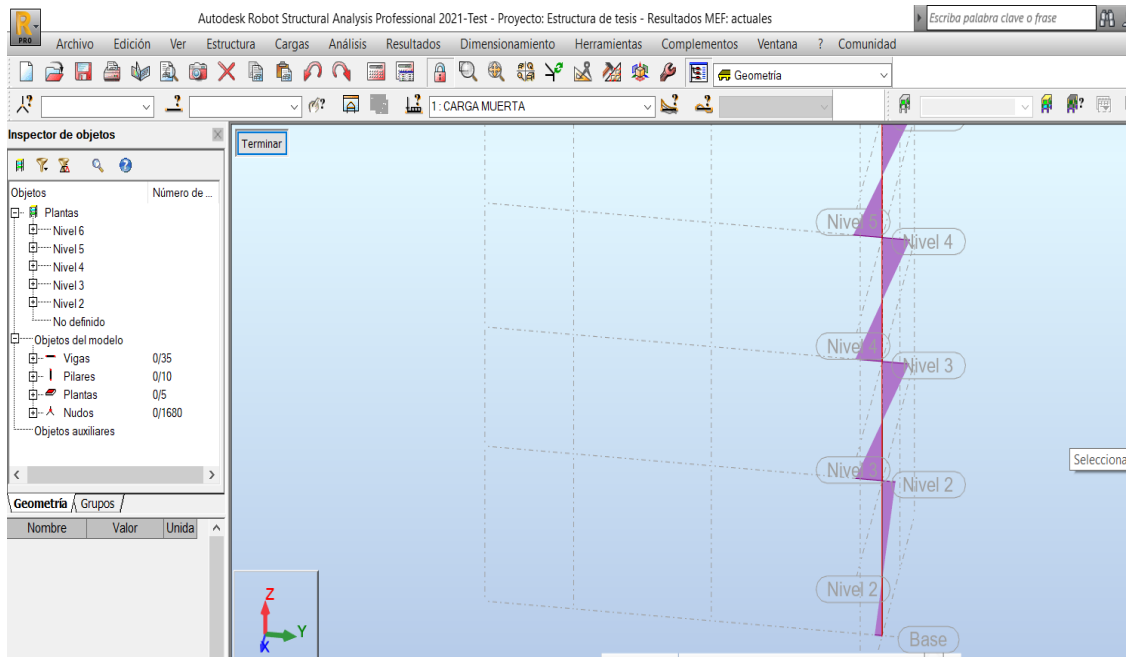 Autodesk Robot Structural Analysis Professional 2021-Test - Proyecto: Estructura de tesis - Resultados MEF: actuales
Escriba palabra clave o frase
PRO
Archivo Edición Ver Estructura Cargas Análisis Resultados Dimensionamiento Herramientas Complementos Ventana ? Comunidad
Geometría
1: CARGA MUERTA
Inspector de objetos
Terminar
Objetos Número de ...
Plantas
Nivel 6
Nivel 5
Nivel 4
Nivel 3
Nivel 2
No definido
Objetos del modelo
Vigas 0/35
Pilares 0/10
Plantas 0/5
Nudos 0/1680
Objetos auxiliares
Geometría Grupos
Nombre Valor Unida
Nivel 5
Nivel 4
Nivel 4
Nivel 3
Selecciona
Nivel 3
Nivel 2
Nivel 2
Base
Z
Y
X